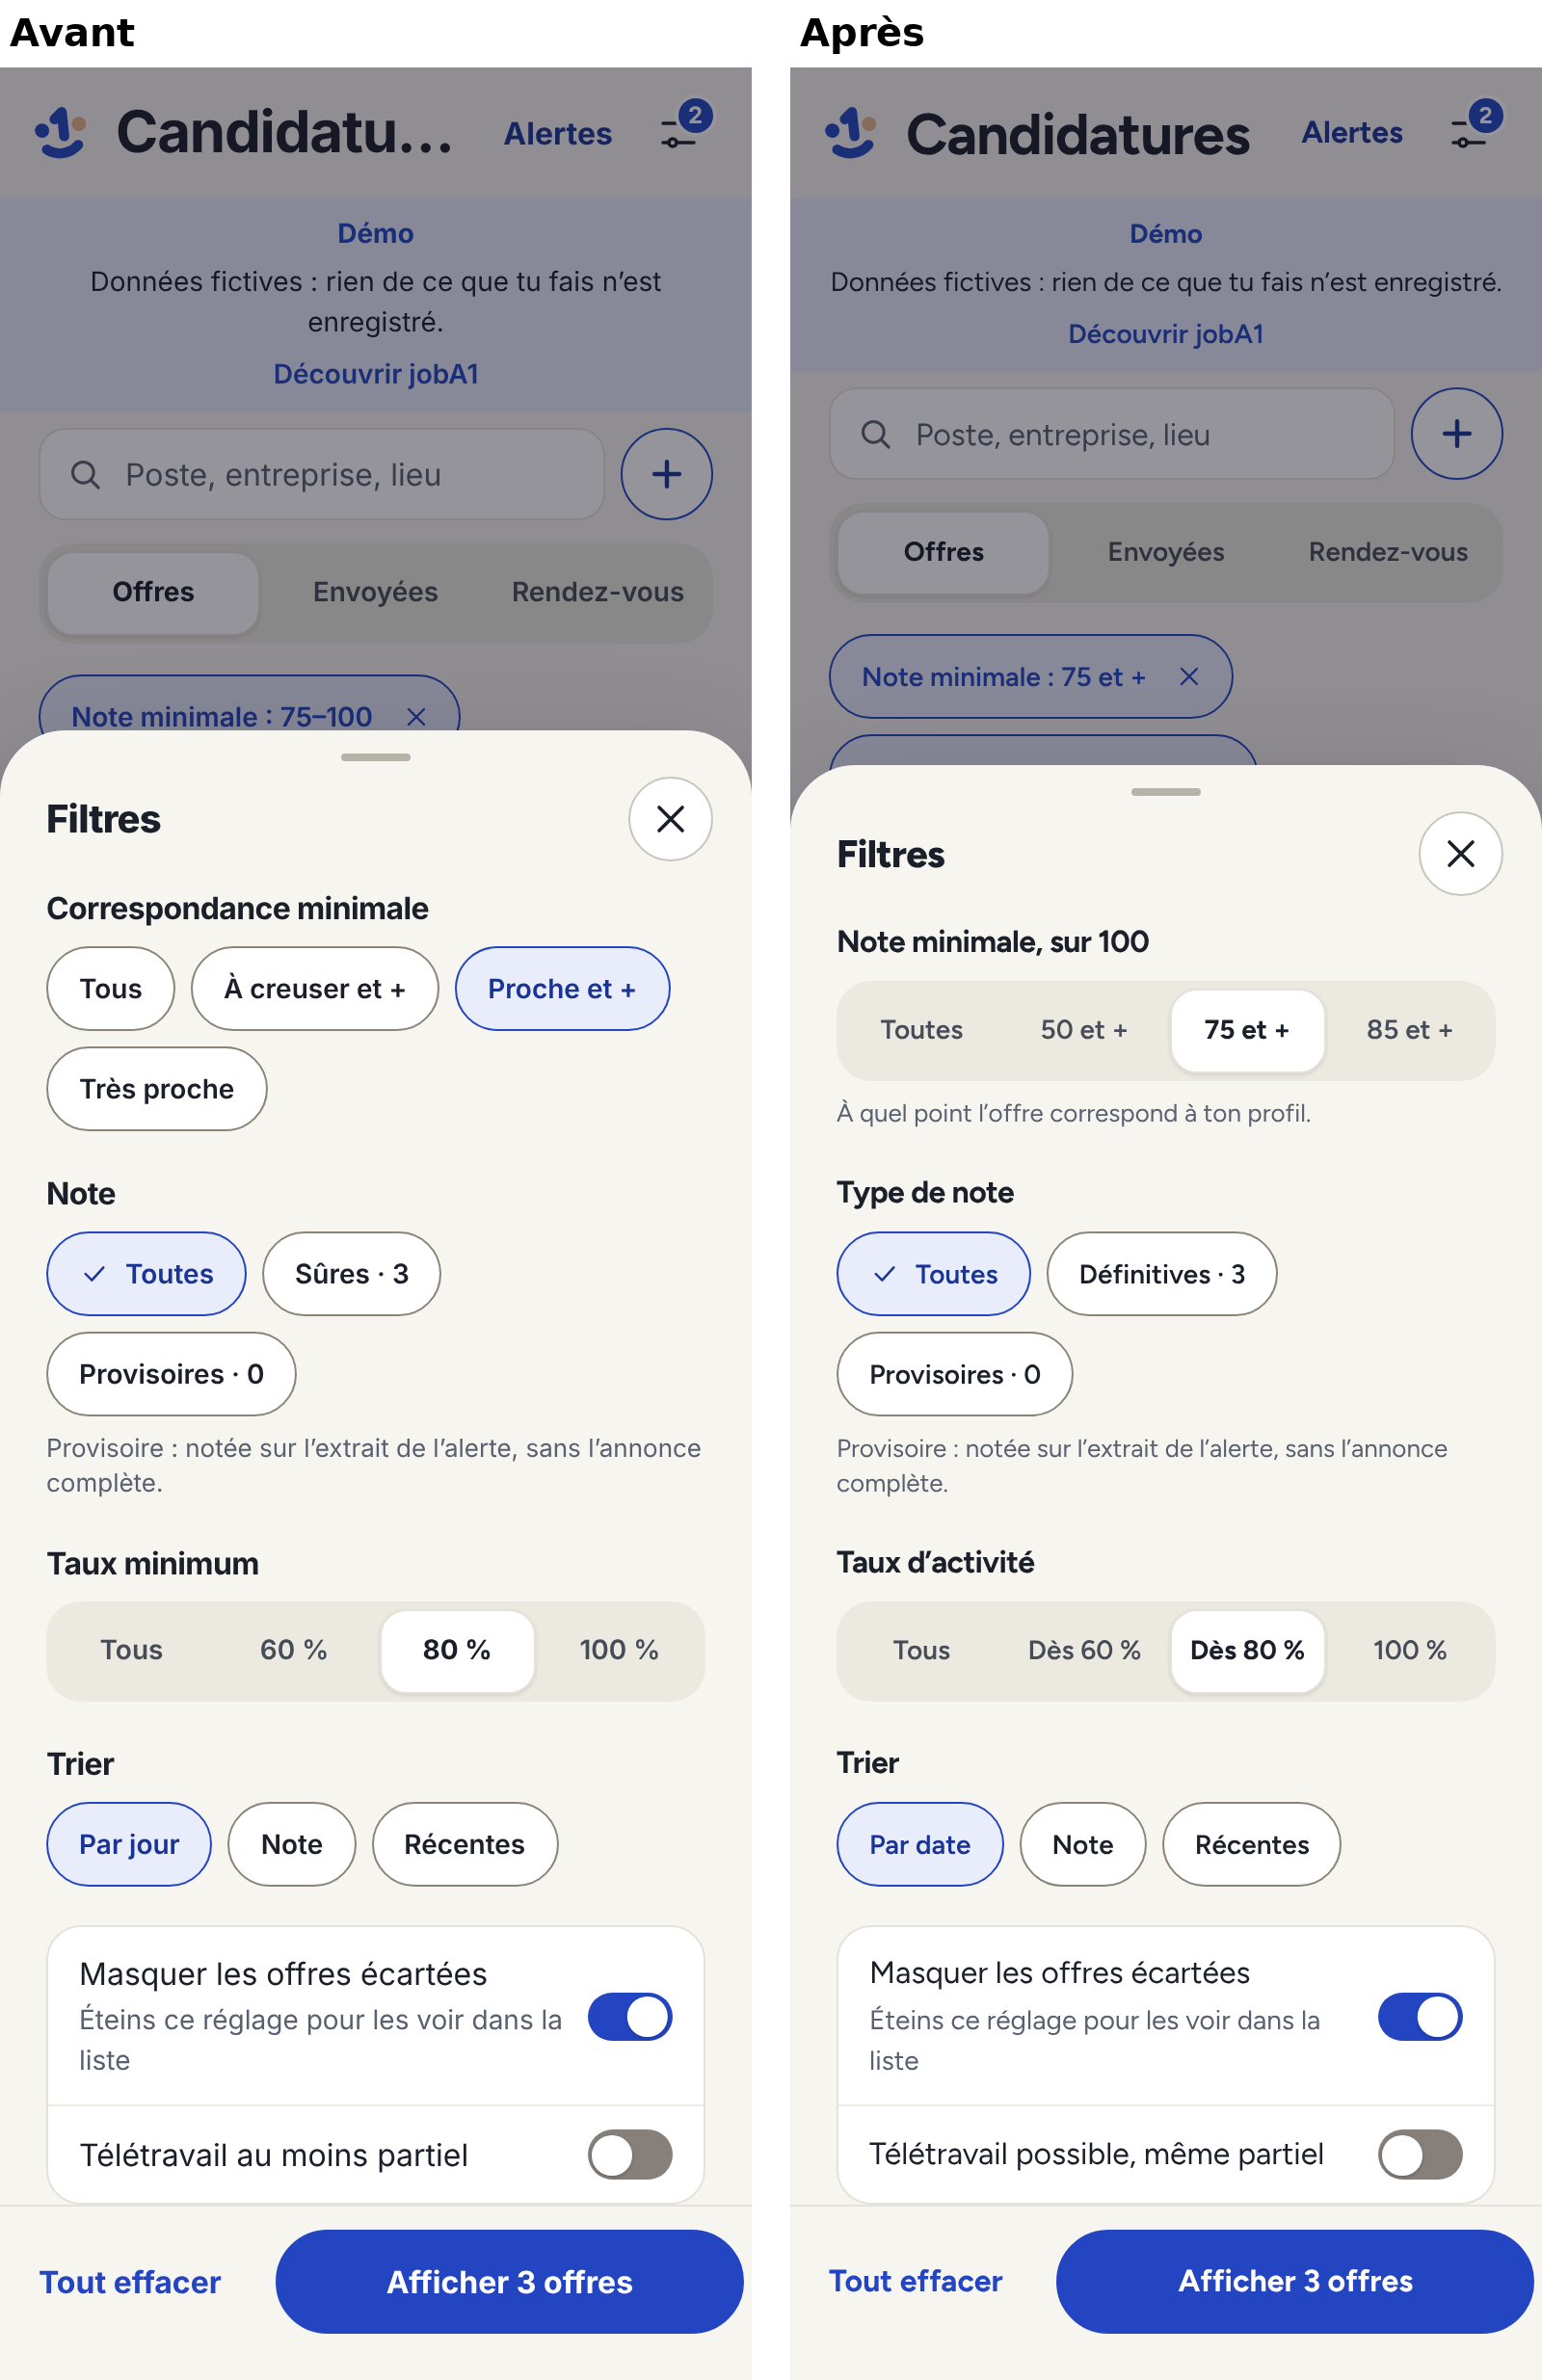 Avant
Candidatu…
Alertes
2
Démo
Données fictives : rien de ce que tu fais n’est
enregistré.
Découvrir jobA1
Poste, entreprise, lieu
Offres
Envoyées
Rendez-vous
Note minimale : 75–100
Filtres
Correspondance minimale
Tous
À creuser et +
Proche et +
Très proche
Note
Toutes
Sûres · 3
Provisoires · 0
Provisoire : notée sur l’extrait de l’alerte, sans l’annonce
complète.
Taux minimum
Tous
60 %
80 %
100 %
Trier
Par jour
Note
Récentes
Masquer les offres écartées
Éteins ce réglage pour les voir dans la
liste
Télétravail au moins partiel
Tout effacer
Afficher 3 offres
Après
Candidatures
Alertes
2
Démo
Données fictives : rien de ce que tu fais n’est enregistré.
Découvrir jobA1
Poste, entreprise, lieu
Offres
Envoyées
Rendez-vous
Note minimale : 75 et +
Filtres
Note minimale, sur 100
Toutes
50 et +
75 et +
85 et +
À quel point l’offre correspond à ton profil.
Type de note
Toutes
Définitives · 3
Provisoires · 0
Provisoire : notée sur l’extrait de l’alerte, sans l’annonce
complète.
Taux d’activité
Tous
Dès 60 %
Dès 80 %
100 %
Trier
Par date
Note
Récentes
Masquer les offres écartées
Éteins ce réglage pour les voir dans la
liste
Télétravail possible, même partiel
Tout effacer
Afficher 3 offres